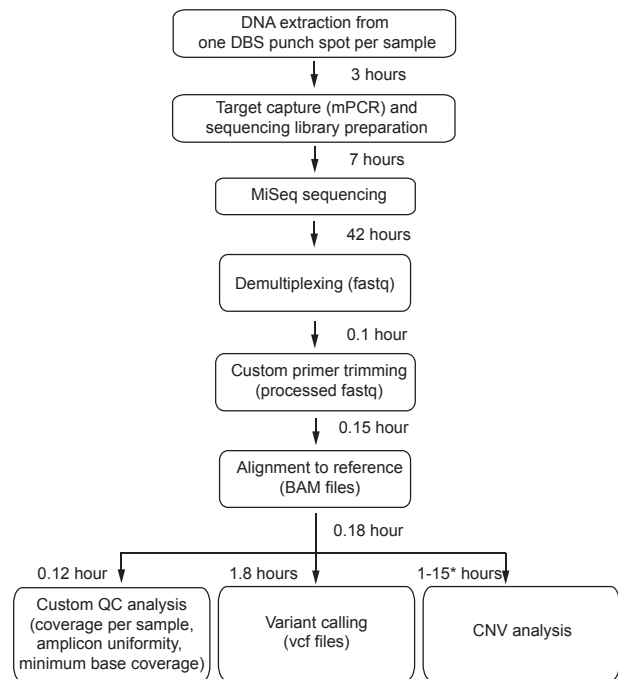 DNA extraction from
one DBS punch spot per sample
3 hours
Target capture (mPCR) and
sequencing library preparation
7 hours
MiSeq sequencing
42 hours
Demultiplexing (fastq)
0.1 hour
Custom primer trimming
(processed fastq)
0.15 hour
Alignment to reference
(BAM files)
0.18 hour
0.12 hour
Custom QC analysis
(coverage per sample,
amplicon uniformity,
minimum base coverage)
1.8 hours
Variant calling
(vcf files)
1-15* hours
CNV analysis